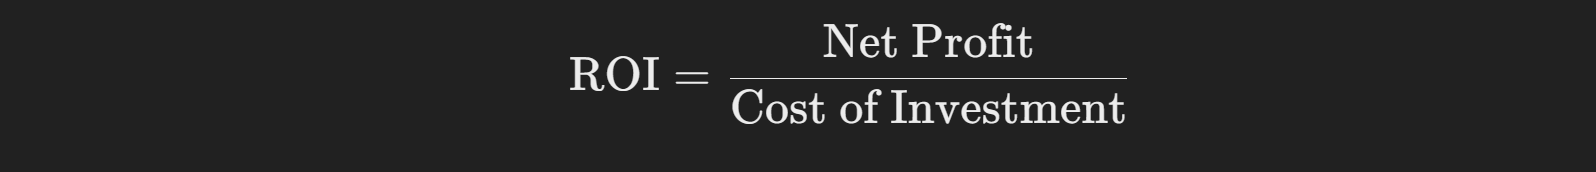 ROI = Net Profit / Cost of Investment